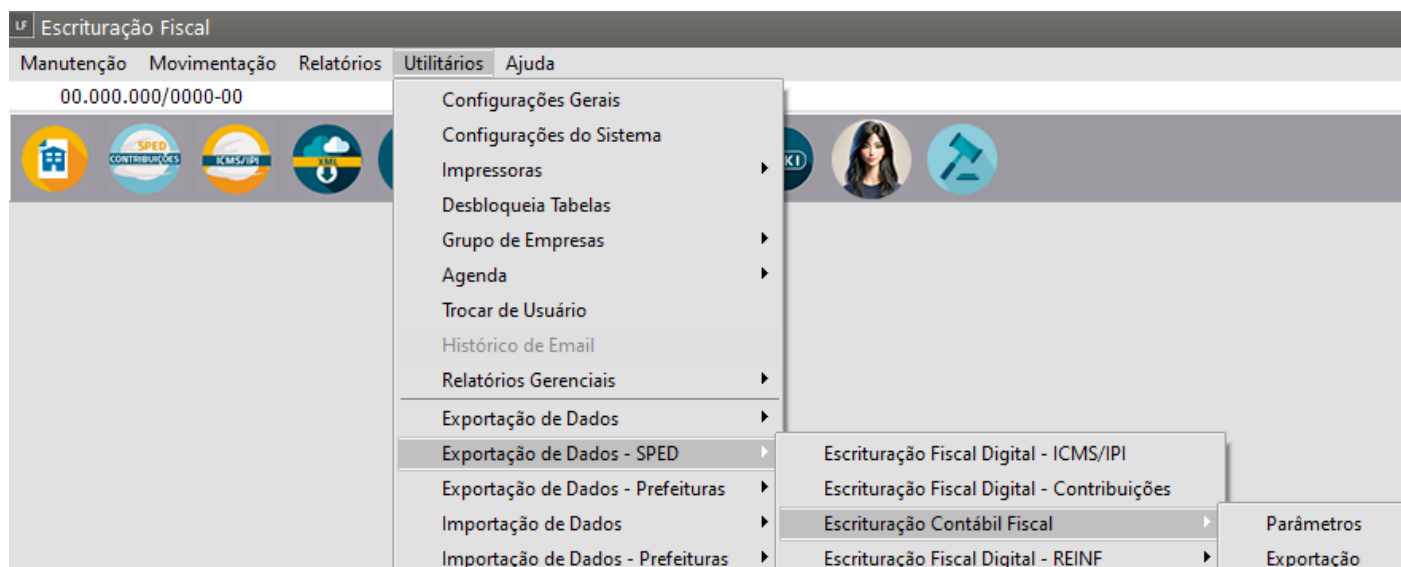 LF Escrituração Fiscal
Manutenção Movimentação Relatórios Utilitários Ajuda
00.000.000/0000-00
SPED CONTRIBUIÇÕES
ICMS/IPI
XML
Configurações Gerais
Configurações do Sistema
Impressoras
Desbloqueia Tabelas
Grupo de Empresas
Agenda
Trocar de Usuário
Histórico de Email
Relatórios Gerenciais
Exportação de Dados
Exportação de Dados - SPED
Exportação de Dados - Prefeituras
Importação de Dados
Importação de Dados - Prefeituras
Escrituração Fiscal Digital - ICMS/IPI
Escrituração Fiscal Digital - Contribuições
Escrituração Contábil Fiscal
Escrituração Fiscal Digital - REINF
Parâmetros
Exportação